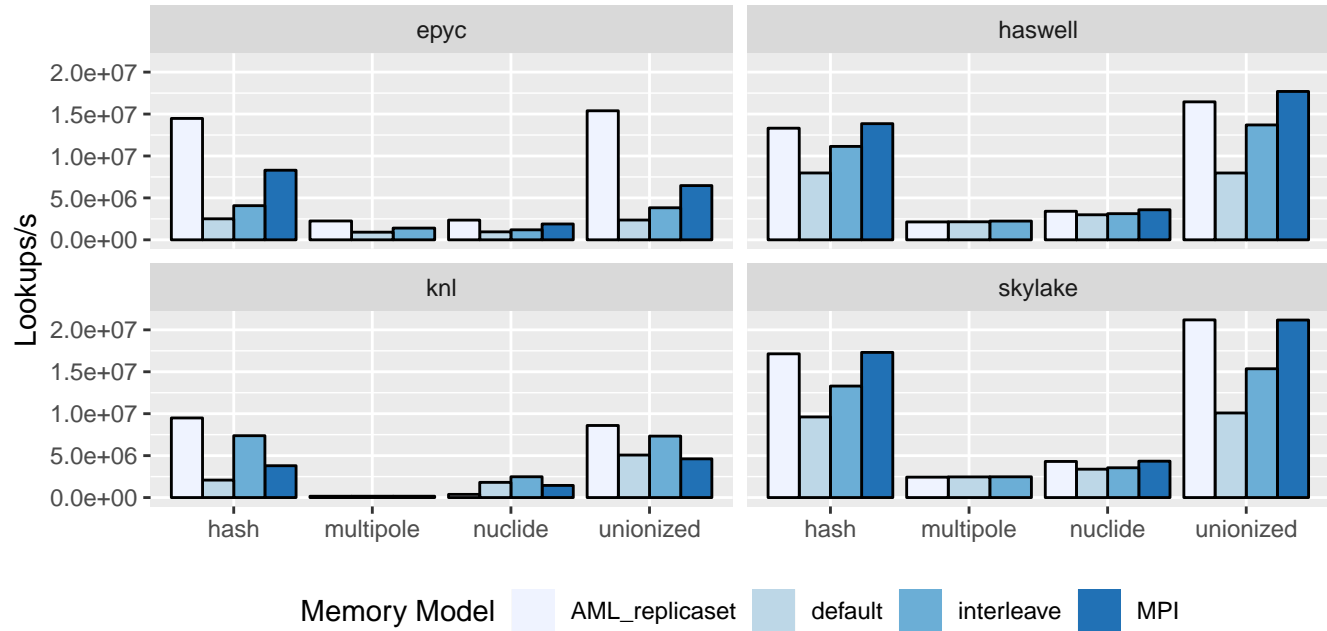 epyc
haswell
Lookups/s
2.0e+07
1.5e+07
1.0e+07
5.0e+06
0.0e+00
knl
skylake
2.0e+07
1.5e+07
1.0e+07
5.0e+06
0.0e+00
hash multipole nuclide unionized
hash multipole nuclide unionized
Memory Model AML_replicaset default interleave MPI